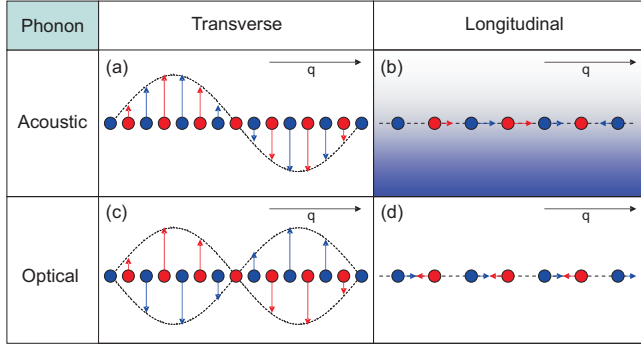 Phonon
Transverse
Longitudinal
Acoustic
(a)
q
(b)
q
Optical
(c)
q
(d)
q